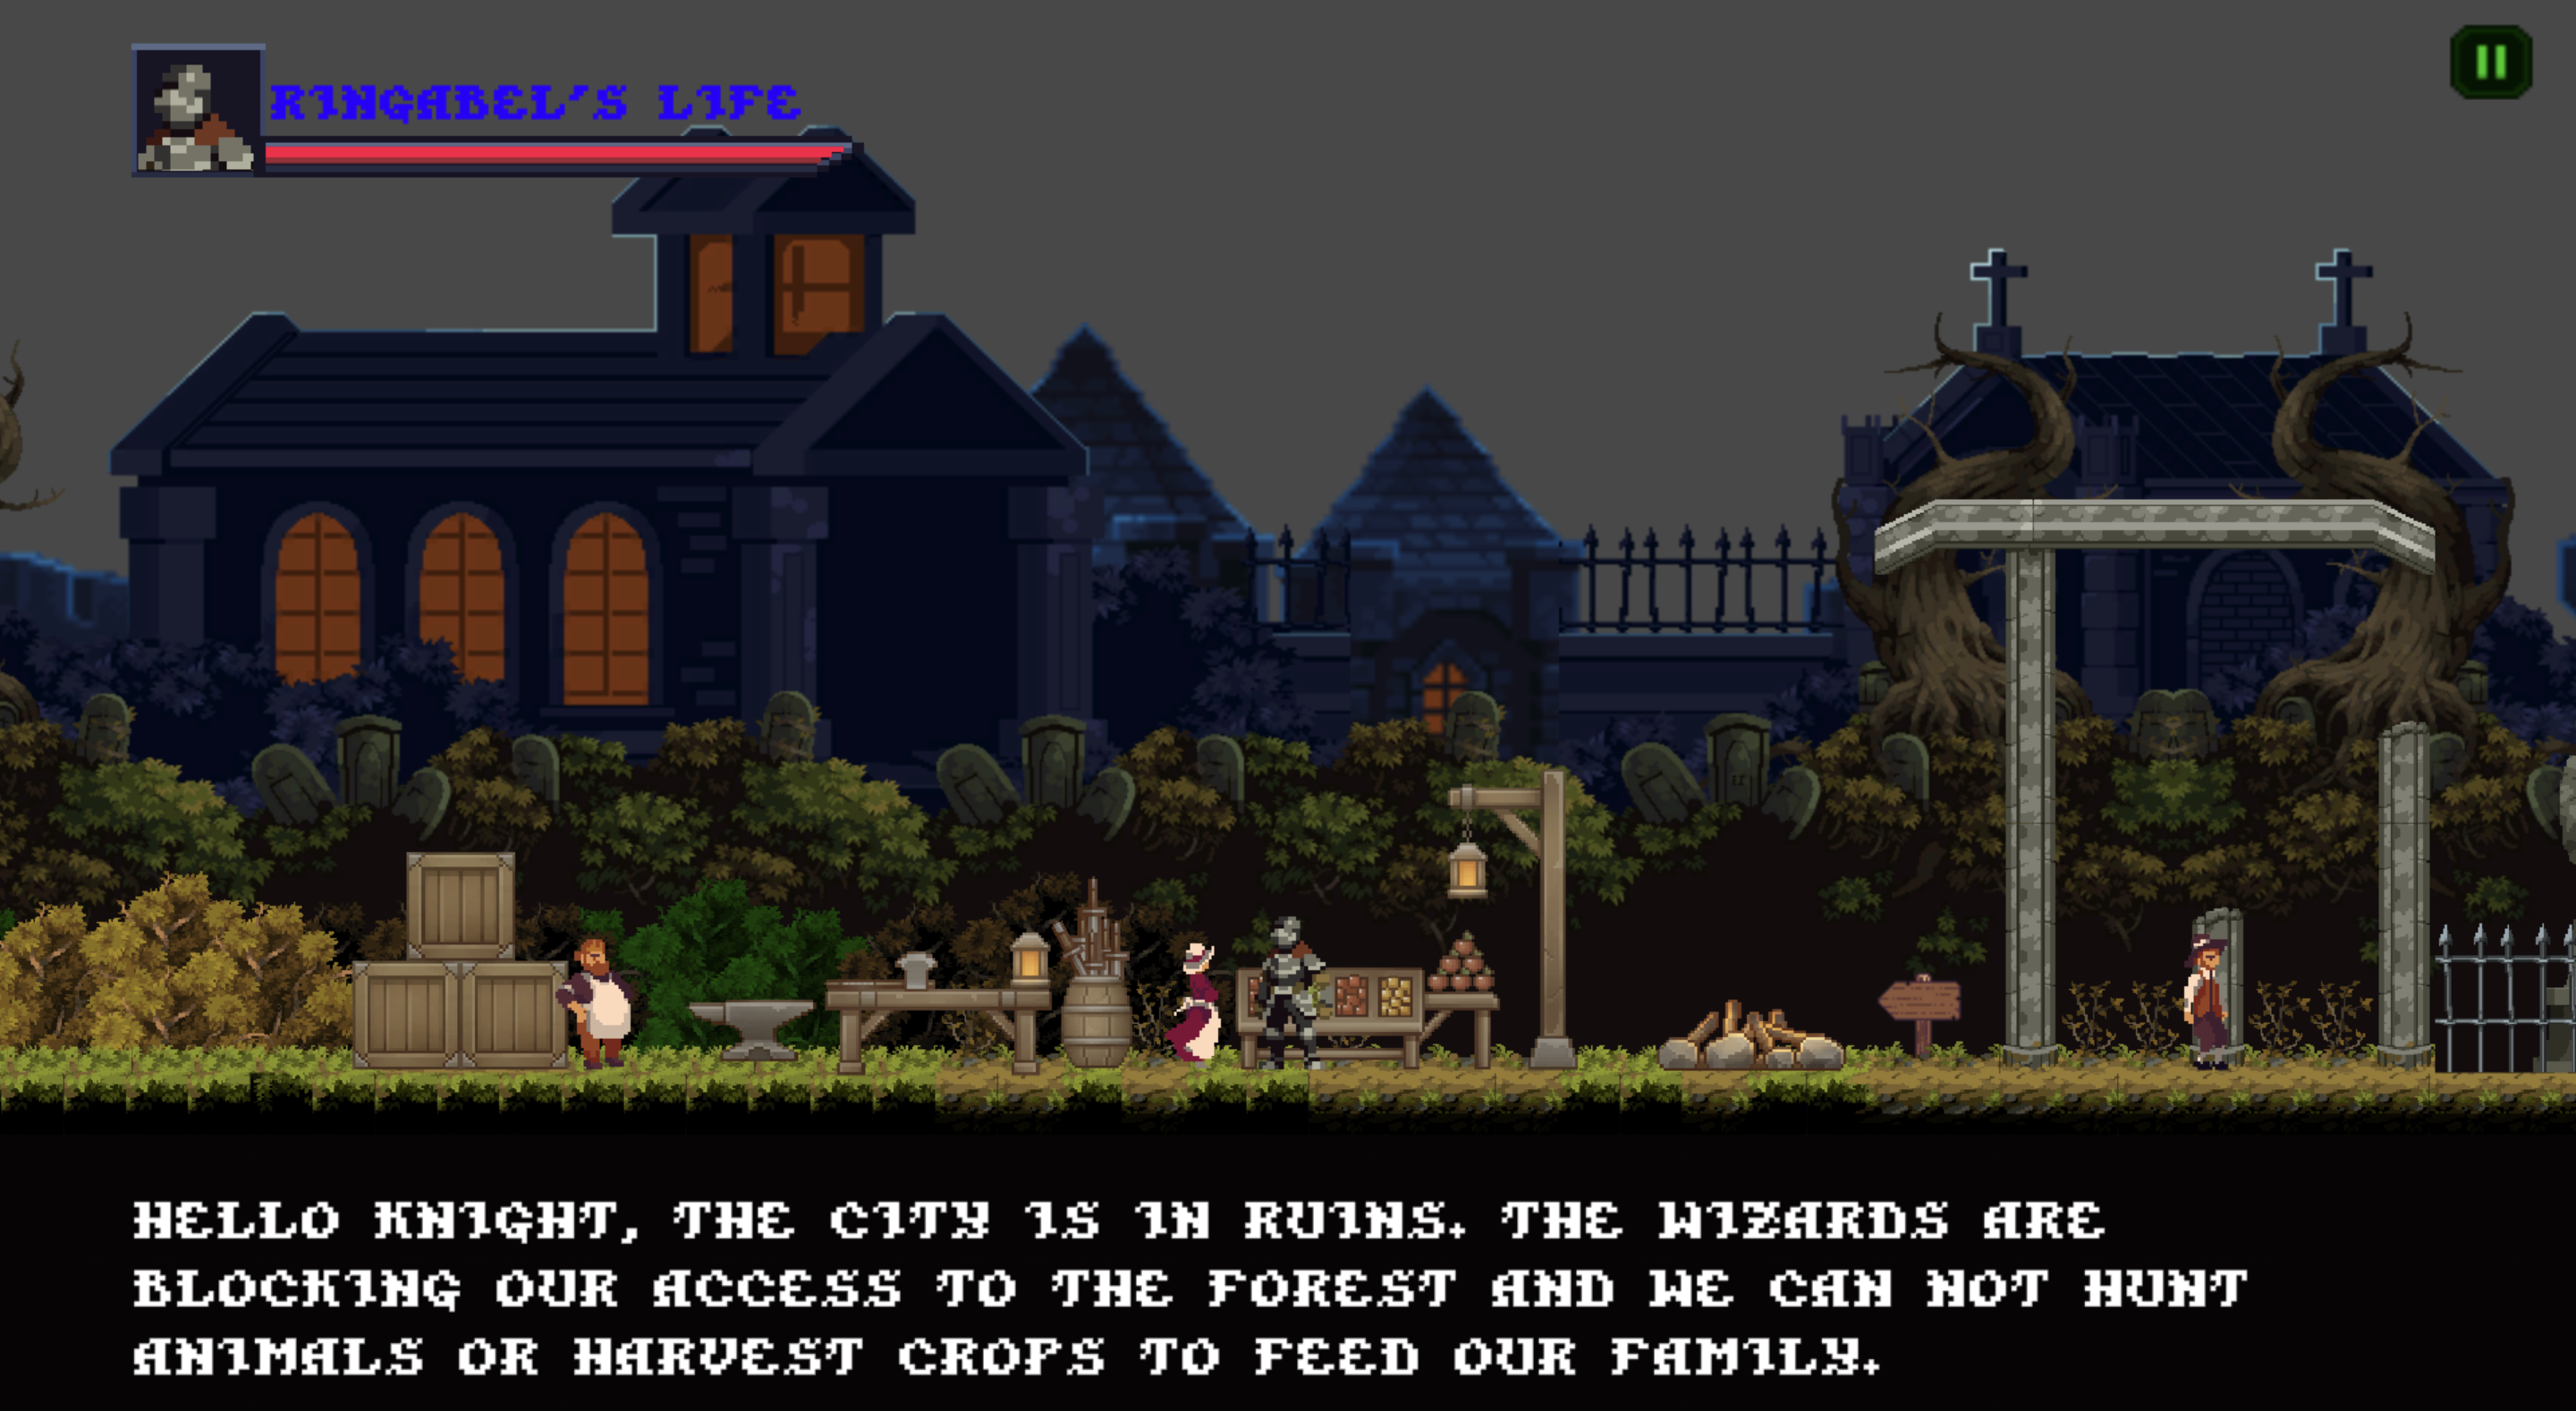 RINGABEL'S LIFE
HELLO KNIGHT, THE CITY IS IN RUINS. THE WIZARDS ARE
BLOCKING OUR ACCESS TO THE FOREST AND WE CAN NOT HUNT
ANIMALS OR HARVEST CROPS TO FEED OUR FAMILY.